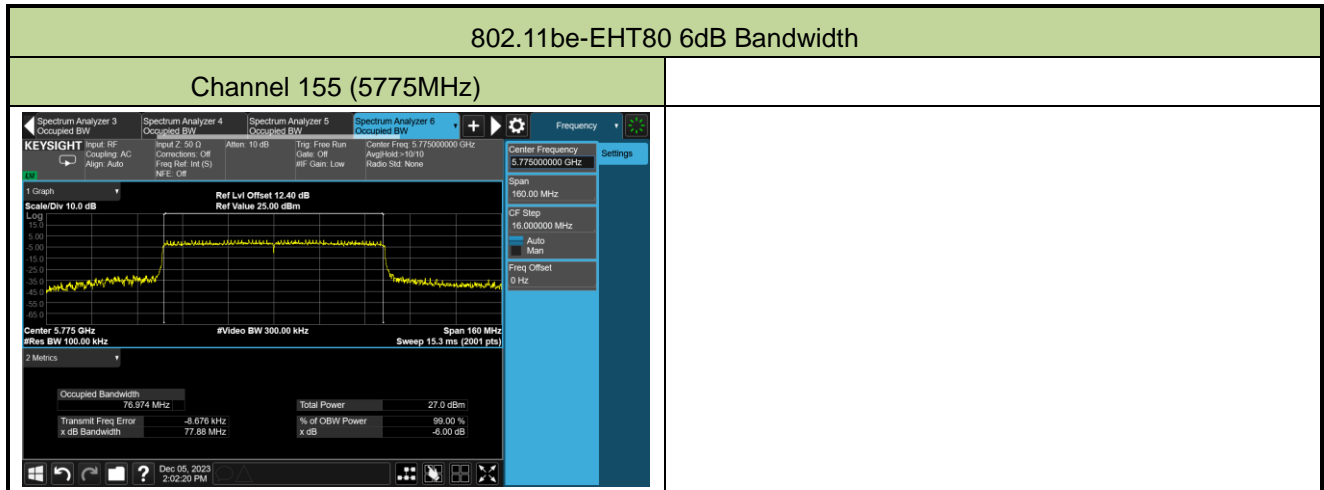 802.11be-EHT80 6dB Bandwidth
Channel 155 (5775MHz)
Spectrum Analyzer 3
Occupied BW
Spectrum Analyzer 4
Occupied BW
Spectrum Analyzer 5
Occupied BW
Spectrum Analyzer 6
Occupied BW
+
Frequency
KEYSIGHT
Input: RF
Coupling: AC
Align: Auto
Input Z: 50 Ω
Corrections: Off
Freq Ref: Int (S)
NFE: Off
Atten: 10 dB
Trig: Free Run
Gate: Off
#IF Gain: Low
Center Freq: 5.775000000 GHz
Avg|Hold:>10/10
Radio Std: None
1 Graph
Scale/Div 10.0 dB
Ref Lvl Offset 12.40 dB
Ref Value 25.00 dBm
Log
15.0
5.00
-5.00
-15.0
-25.0
-35.0
-45.0
-55.0
-65.0
Center 5.775 GHz
#Video BW 300.00 kHz
Span 160 MHz
#Res BW 100.00 kHz
Sweep 15.3 ms (2001 pts)
2 Metrics
Occupied Bandwidth
76.974 MHz
Total Power 27.0 dBm
Transmit Freq Error -8.676 kHz
% of OBW Power 99.00 %
x dB Bandwidth 77.88 MHz
x dB -6.00 dB
?
Dec 05, 2023
2:02:20 PM
Center Frequency
5.775000000 GHz
Settings
Span
160.00 MHz
CF Step
16.000000 MHz
Auto
Man
Freq Offset
0 Hz